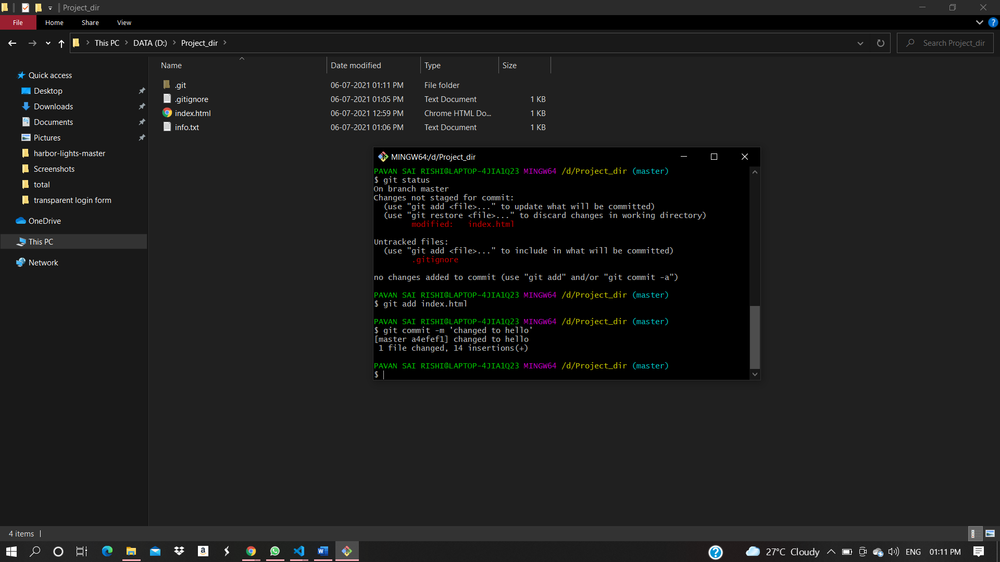 Project_dir
File Home Share View
This PC DATA (D:) Project_dir
Search Project_dir
Name Date modified Type Size
Quick access
Desktop
Downloads
Documents
Pictures
harbor-lights-master
Screenshots
total
transparent login form
OneDrive
This PC
Network
.git 06-07-2021 01:11 PM File folder
.gitignore 06-07-2021 01:05 PM Text Document 1 KB
index.html 06-07-2021 12:59 PM Chrome HTML Do... 1 KB
info.txt 06-07-2021 01:06 PM Text Document 1 KB
MINGW64:/d/Project_dir
PAVAN SAI RISHI@LAPTOP-4JIA1Q23 MINGW64 /d/Project_dir (master)
$ git status
On branch master
Changes not staged for commit:
(use "git add <file>..." to update what will be committed)
(use "git restore <file>..." to discard changes in working directory)
modified: index.html
Untracked files:
(use "git add <file>..." to include in what will be committed)
.gitignore
no changes added to commit (use "git add" and/or "git commit -a")
PAVAN SAI RISHI@LAPTOP-4JIA1Q23 MINGW64 /d/Project_dir (master)
$ git add index.html
PAVAN SAI RISHI@LAPTOP-4JIA1Q23 MINGW64 /d/Project_dir (master)
$ git commit -m 'changed to hello'
[master a4efef1] changed to hello
1 file changed, 14 insertions(+)
PAVAN SAI RISHI@LAPTOP-4JIA1Q23 MINGW64 /d/Project_dir (master)
$
4 items
27°C Cloudy ENG 01:11 PM